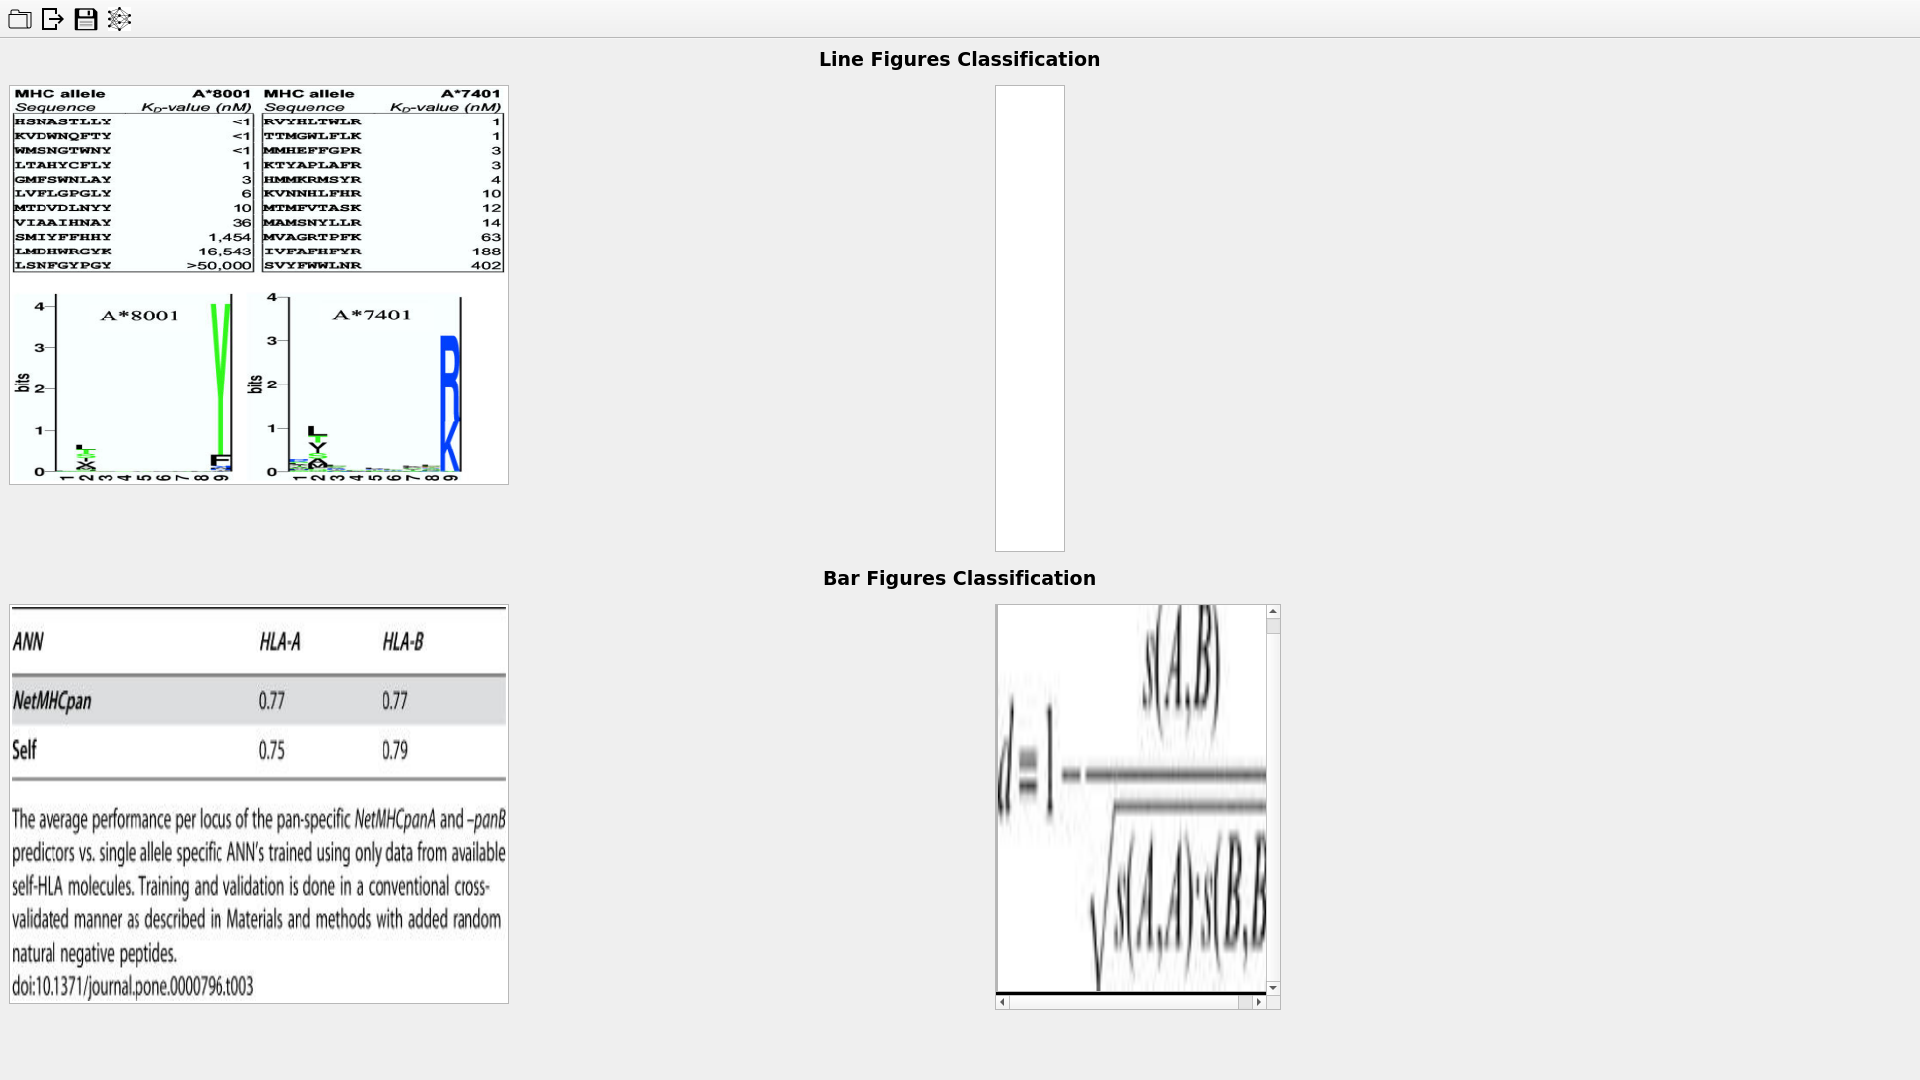 Line Figures Classification
MHC allele A*8001 MHC allele A*7401
Sequence KD-value (nM) Sequence KD-value (nM)
HSNASTLLY <1 RVYHLTWLR 1
KVDWNQFTY <1 TTMGWLFLK 1
WMSNGTWNY <1 MMHEFFGPR 3
LTAHYCFLY 1 KTYAPLAFR 3
GMFSWNLAY 3 HMMKRMSYR 4
LVFLGPGLY 6 KVNNHLFHR 10
MTDVDLNYY 10 MTMFVTASK 12
VIAAIHNAY 36 MAMSNYLLR 14
SMIYFFHHY 1,454 MVAGRTPFK 63
LMDHWRGYK 16,543 IVFAFHFYR 188
LSNFGYPGY >50,000 SVYFWWLNR 402
A*8001
bits
4
3
2
1
0
Y
F
1 2 3 4 5 6 7 8 9
A*7401
bits
4
3
2
1
0
L
Y
R
K
1 2 3 4 5 6 7 8 9
Bar Figures Classification
ANN HLA-A HLA-B
NetMHCpan 0.77 0.77
Self 0.75 0.79
The average performance per locus of the pan-specific NetMHCpanA and –panB
predictors vs. single allele specific ANN's trained using only data from available
self-HLA molecules. Training and validation is done in a conventional cross-
validated manner as described in Materials and methods with added random
natural negative peptides.
doi:10.1371/journal.pone.0000796.t003
s(A,B)
d=1−
√s(A,A)·s(B,B